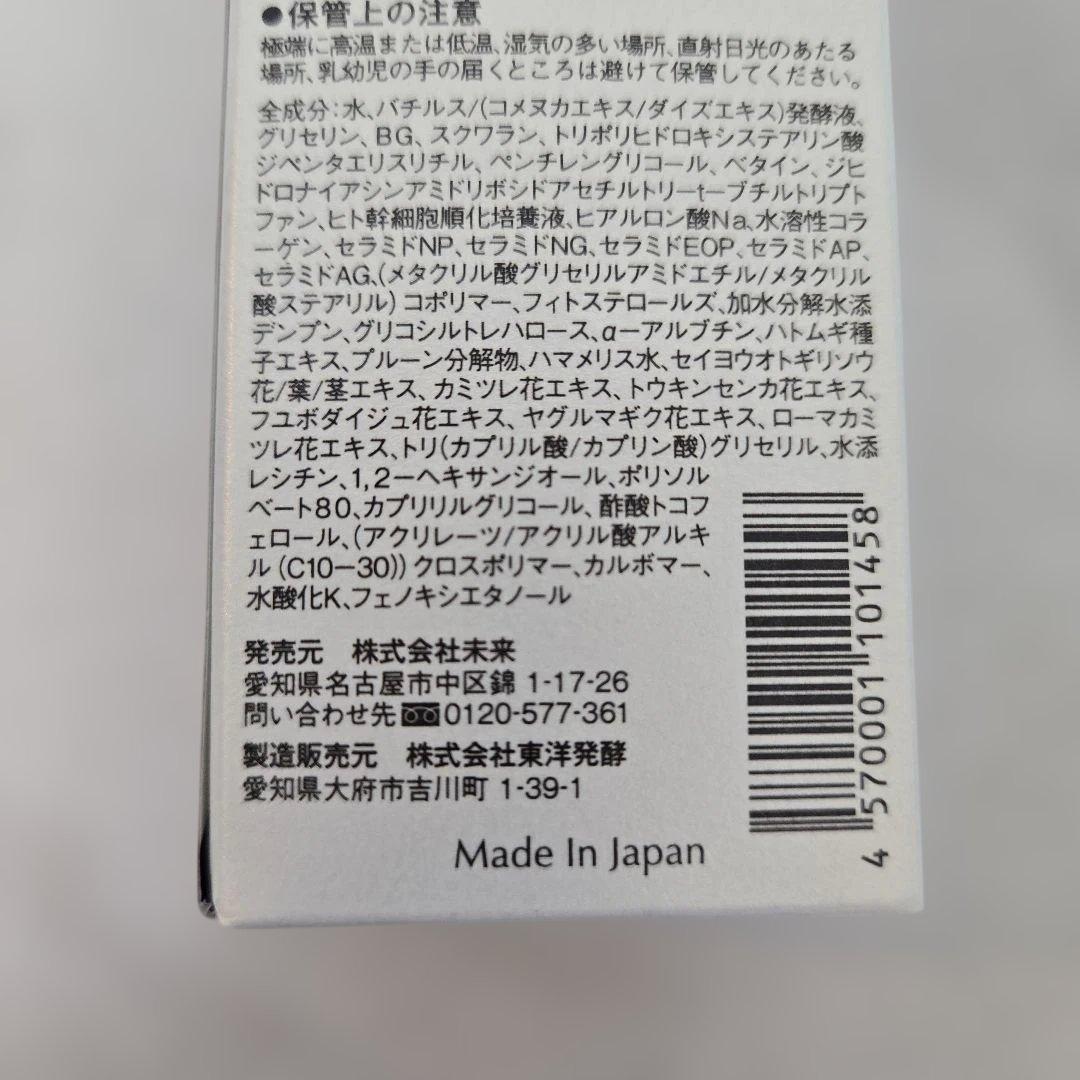 ●保管上の注意
極端に高温または低温、湿気の多い場所、直射日光のあたる
場所、乳幼児の手の届くところは避けて保管してください。
全成分：水、バチルス/(コメヌカエキス/ダイズエキス)発酵液、
グリセリン、BG、スクワラン、トリポリヒドロキシステアリン酸
ジペンタエリスリチル、ペンチレングリコール、ベタイン、ジヒ
ドロナイアシンアミドリボシドアセチルトリーtーブチルトリプト
ファン、ヒト幹細胞順化培養液、ヒアルロン酸Na、水溶性コラ
ーゲン、セラミドNP、セラミドNG、セラミドEOP、セラミドAP、
セラミドAG、(メタクリル酸グリセリルアミドエチル/メタクリル
酸ステアリル) コポリマー、フィトステロールズ、加水分解水添
デンプン、グリコシルトレハロース、αーアルブチン、ハトムギ種
子エキス、プルーン分解物、ハマメリス水、セイヨウオトギリソウ
花/葉/茎エキス、カミツレ花エキス、トウキンセンカ花エキス、
フユボダイジュ花エキス、ヤグルマギク花エキス、ローマカミ
ツレ花エキス、トリ(カプリル酸/カプリン酸)グリセリル、水添
レシチン、1,2ーヘキサンジオール、ポリソル
ベート80、カプリリルグリコール、酢酸トコフ
ェロール、(アクリレーツ/アクリル酸アルキ
ル (C10ー30)) クロスポリマー、カルボマー、
水酸化K、フェノキシエタノール
発売元 株式会社未来
愛知県名古屋市中区錦 1-17-26
問い合わせ先 0120-577-361
製造販売元 株式会社東洋発酵
愛知県大府市吉川町 1-39-1
Made In Japan
4 570001 101458